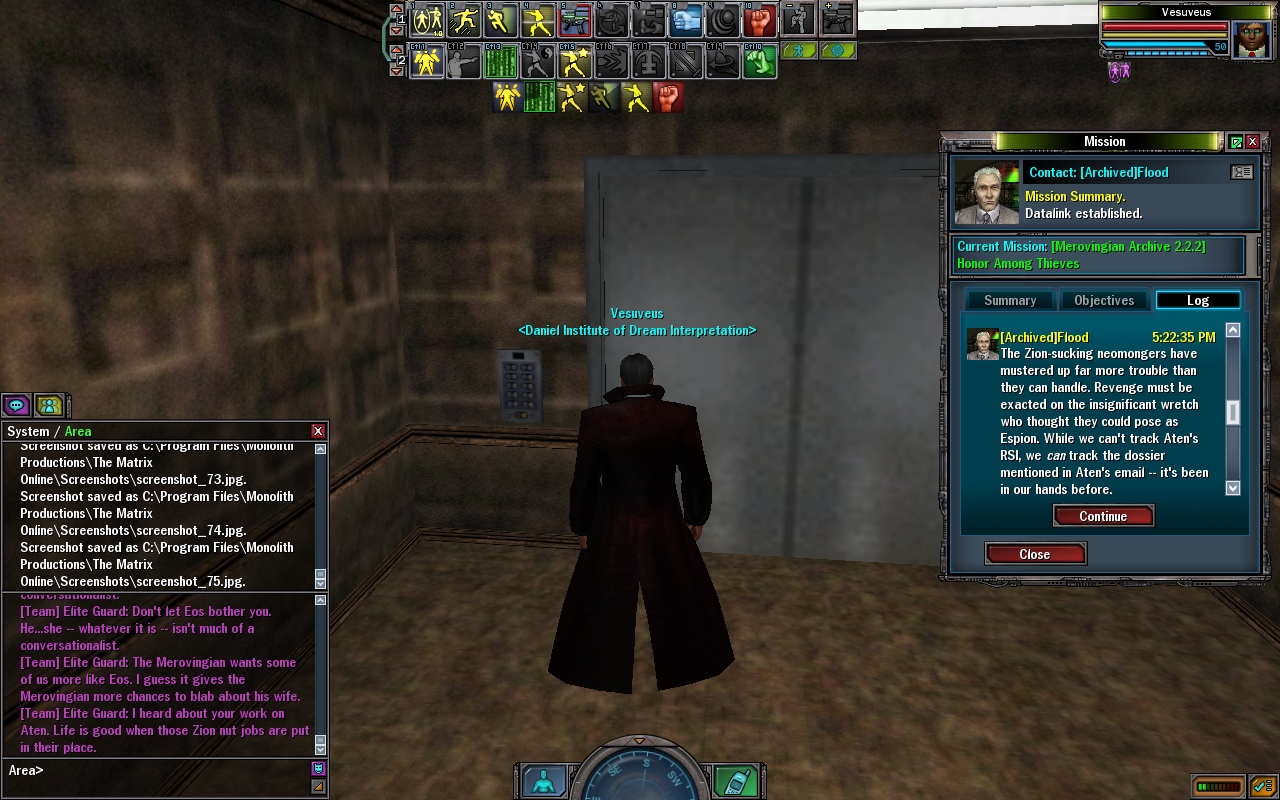 Vesuveus
50
Mission
Contact: [Archived]Flood
Mission Summary.
Datalink established.
Current Mission: [Merovingian Archive 2.2.2]
Honor Among Thieves
Summary
Objectives
Log
[Archived]Flood 5:22:35 PM
The Zion-sucking neomongers have
mustered up far more trouble than
they can handle. Revenge must be
exacted on the insignificant wretch
who thought they could pose as
Espion. While we can't track Aten's
RSI, we can track the dossier
mentioned in Aten's email -- it's been
in our hands before.
Continue
Close
Vesuveus
<Daniel Institute of Dream Interpretation>
System / Area
Screenshot saved as C:\Program Files\Monolith
Productions\The Matrix
Online\Screenshots\screenshot_73.jpg.
Screenshot saved as C:\Program Files\Monolith
Productions\The Matrix
Online\Screenshots\screenshot_74.jpg.
Screenshot saved as C:\Program Files\Monolith
Productions\The Matrix
Online\Screenshots\screenshot_75.jpg.
conversationalist.
[Team] Elite Guard: Don't let Eos bother you.
He...she -- whatever it is -- isn't much of a
conversationalist.
[Team] Elite Guard: The Merovingian wants some
of us more like Eos. I guess it gives the
Merovingian more chances to blab about his wife.
[Team] Elite Guard: I heard about your work on
Aten. Life is good when those Zion nut jobs are put
in their place.
Area>
SE S SW